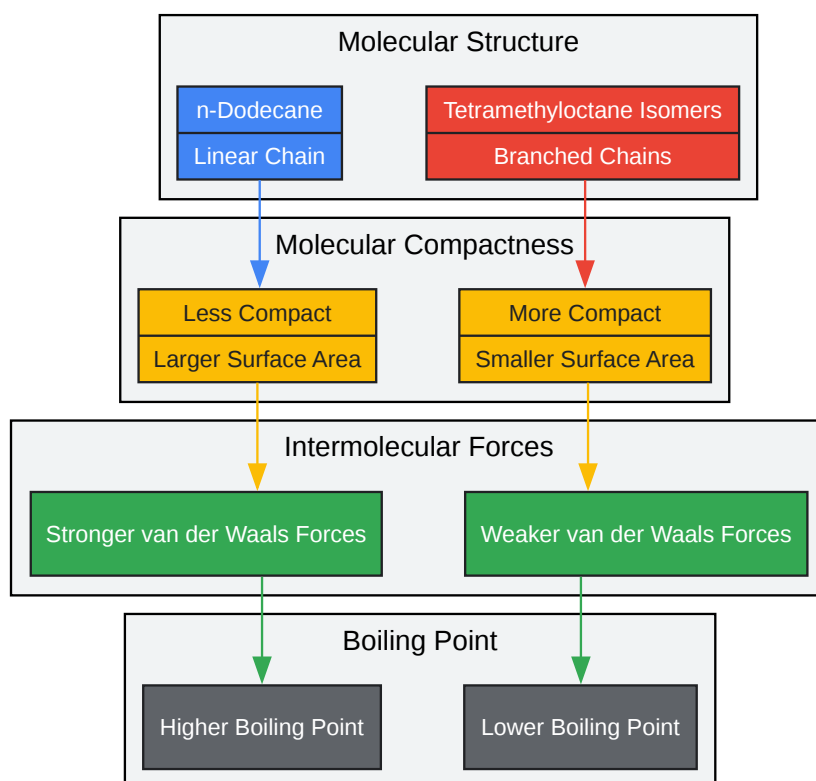 Molecular Structure
n-Dodecane
Linear Chain
Tetramethyloctane Isomers
Branched Chains
Molecular Compactness
Less Compact
Larger Surface Area
More Compact
Smaller Surface Area
Intermolecular Forces
Stronger van der Waals Forces
Weaker van der Waals Forces
Boiling Point
Higher Boiling Point
Lower Boiling Point